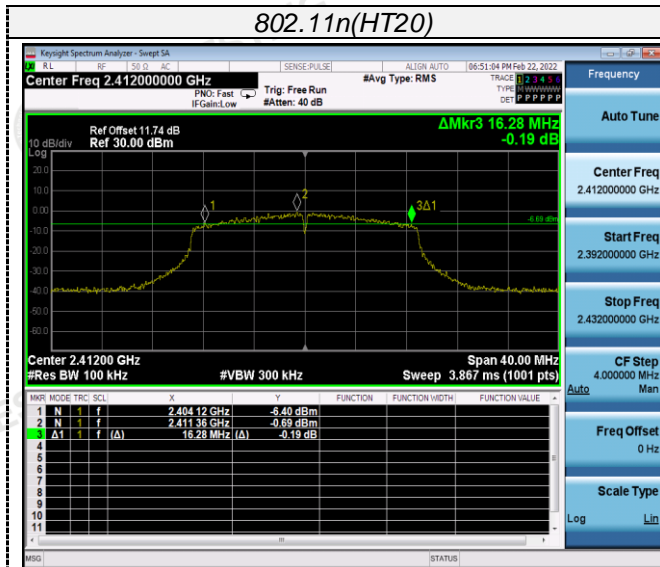 802.11n(HT20)
Keysight Spectrum Analyzer - Swept SA
RL RF 50 Ω AC SENSE:PULSE ALIGN AUTO 06:51:04 PM Feb 22, 2022
Center Freq 2.412000000 GHz #Avg Type: RMS TRACE 1 2 3 4 5 6
PNO: Fast Trig: Free Run TYPE M WWWWW
IFGain:Low #Atten: 40 dB DET P P P P P P
ΔMkr3 16.28 MHz
-0.19 dB
Ref Offset 11.74 dB
10 dB/div Ref 30.00 dBm
Log
20.0
10.0
0.00
-10.0
-20.0
-30.0
-40.0
-50.0
-60.0
1
2
3Δ1
-6.69 dBm
Center 2.41200 GHz Span 40.00 MHz
#Res BW 100 kHz #VBW 300 kHz Sweep 3.867 ms (1001 pts)
MKR MODE TRC SCL X Y FUNCTION FUNCTION WIDTH FUNCTION VALUE
1 N 1 f 2.404 12 GHz -6.40 dBm
2 N 1 f 2.411 36 GHz -0.69 dBm
3 Δ1 1 f (Δ) 16.28 MHz (Δ) -0.19 dB
4
5
6
7
8
9
10
11
MSG STATUS
Frequency
Auto Tune
Center Freq
2.412000000 GHz
Start Freq
2.392000000 GHz
Stop Freq
2.432000000 GHz
CF Step
4.000000 MHz
Auto Man
Freq Offset
0 Hz
Scale Type
Log Lin